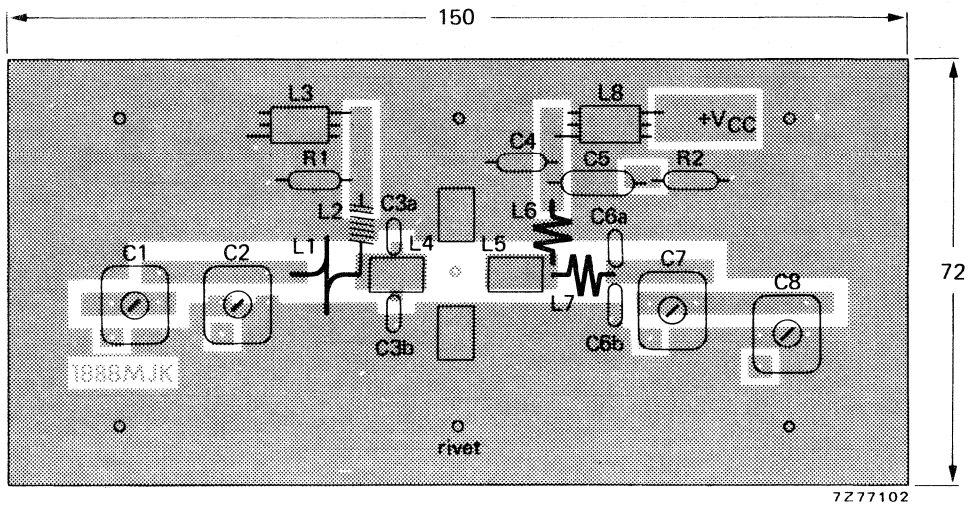 150
L3
L8
+VCC
C4
R1
C5
R2
L2
C3a
L6
C6a
L1
L4
L5
C1
C2
C7
C8
72
L7
C3b
C6b
1888MJK
rivet
7Z77102